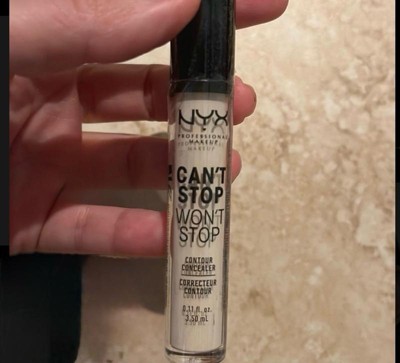 NYX
PROFESSIONAL
MAKEUP
CAN'T
STOP
WON'T
STOP
CONTOUR
CONCEALER
CORRECTEUR
CONTOUR
0.11 fl. oz.
3.50 mL